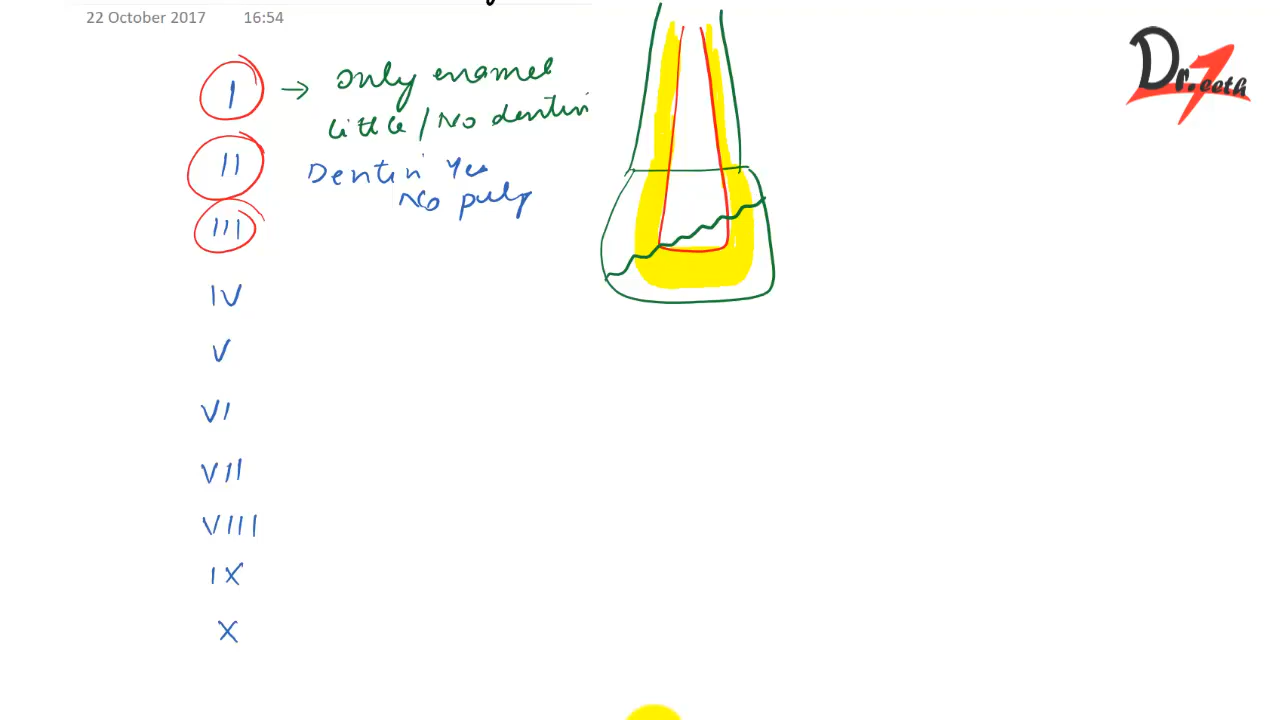 22 October 2017 16:54
I → only enamel
little / No dentin
II Dentin Yes
No pulp
III
IV
V
VI
VII
VIII
IX
X
Dr.Teeth